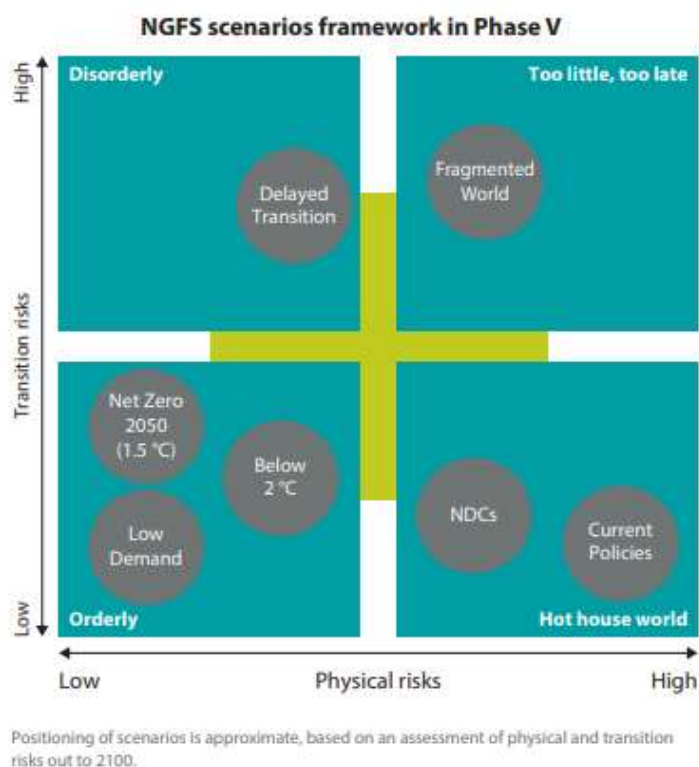 NGFS scenarios framework in Phase V
High
Disorderly
Too little, too late
Delayed
Transition
Fragmented
World
Transition risks
Net Zero
2050
(1.5 °C)
Below
2 °C
Low
Demand
NDCs
Current
Policies
Low
Orderly
Hot house world
Low
Physical risks
High
Positioning of scenarios is approximate, based on an assessment of physical and transition
risks out to 2100.